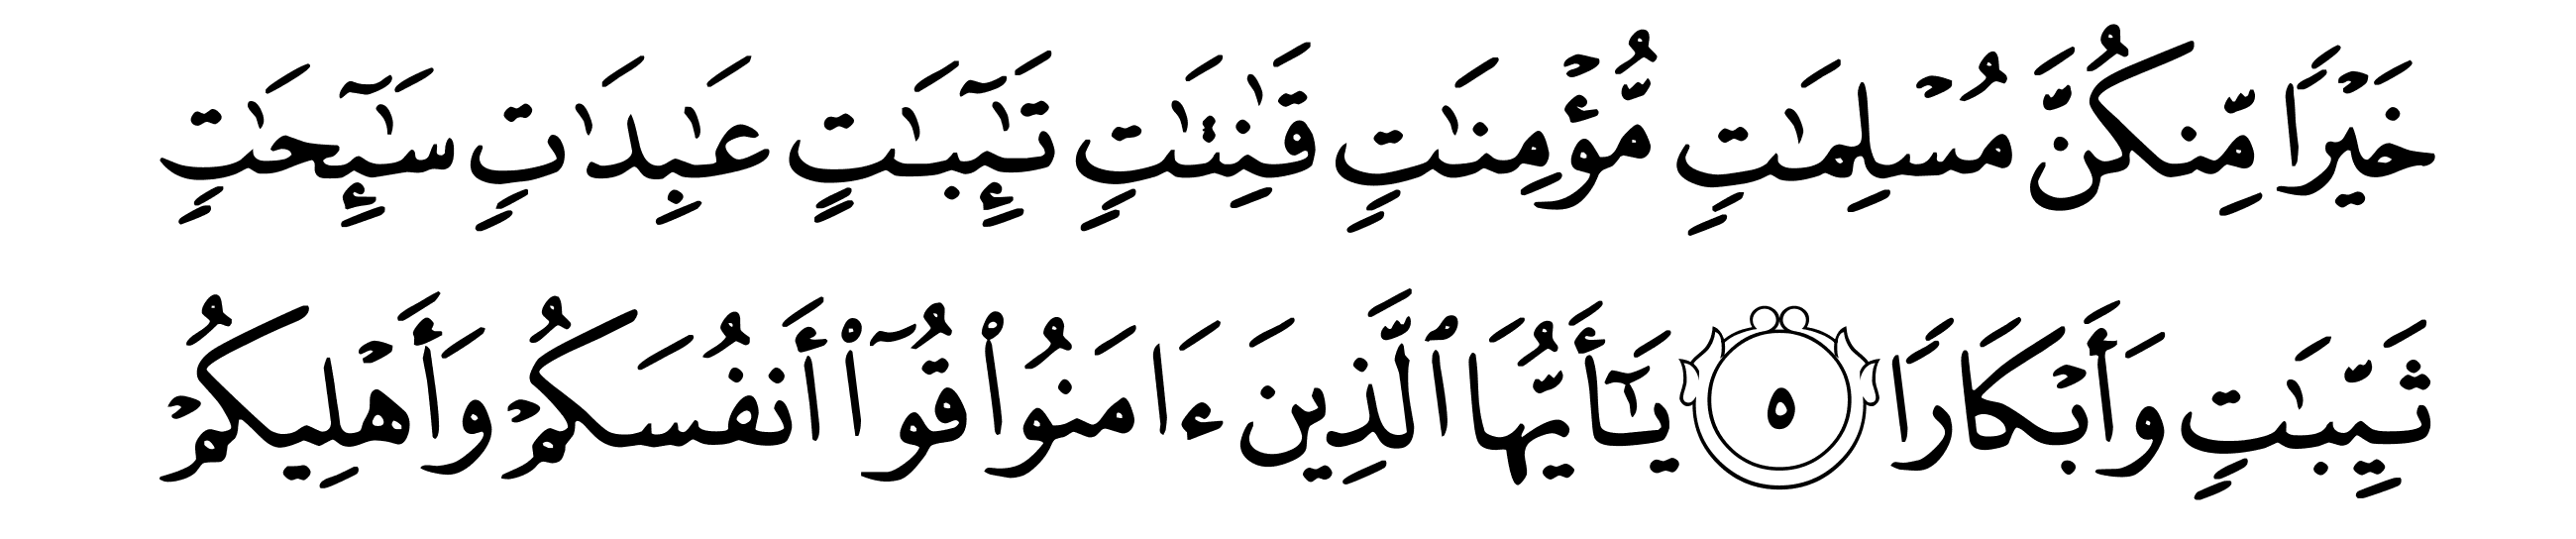 خَيۡرٗا مِّنكُنَّ مُسۡلِمَٰتٖ مُّؤۡمِنَٰتٖ قَٰنِتَٰتٖ تَٰٓئِبَٰتٍ عَٰبِدَٰتٖ سَٰٓئِحَٰتٖ
ثَيِّبَٰتٖ وَأَبۡكَارٗا ٥ يَٰٓأَيُّهَا ٱلَّذِينَ ءَامَنُواْ قُوٓاْ أَنفُسَكُمۡ وَأَهۡلِيكُمۡ